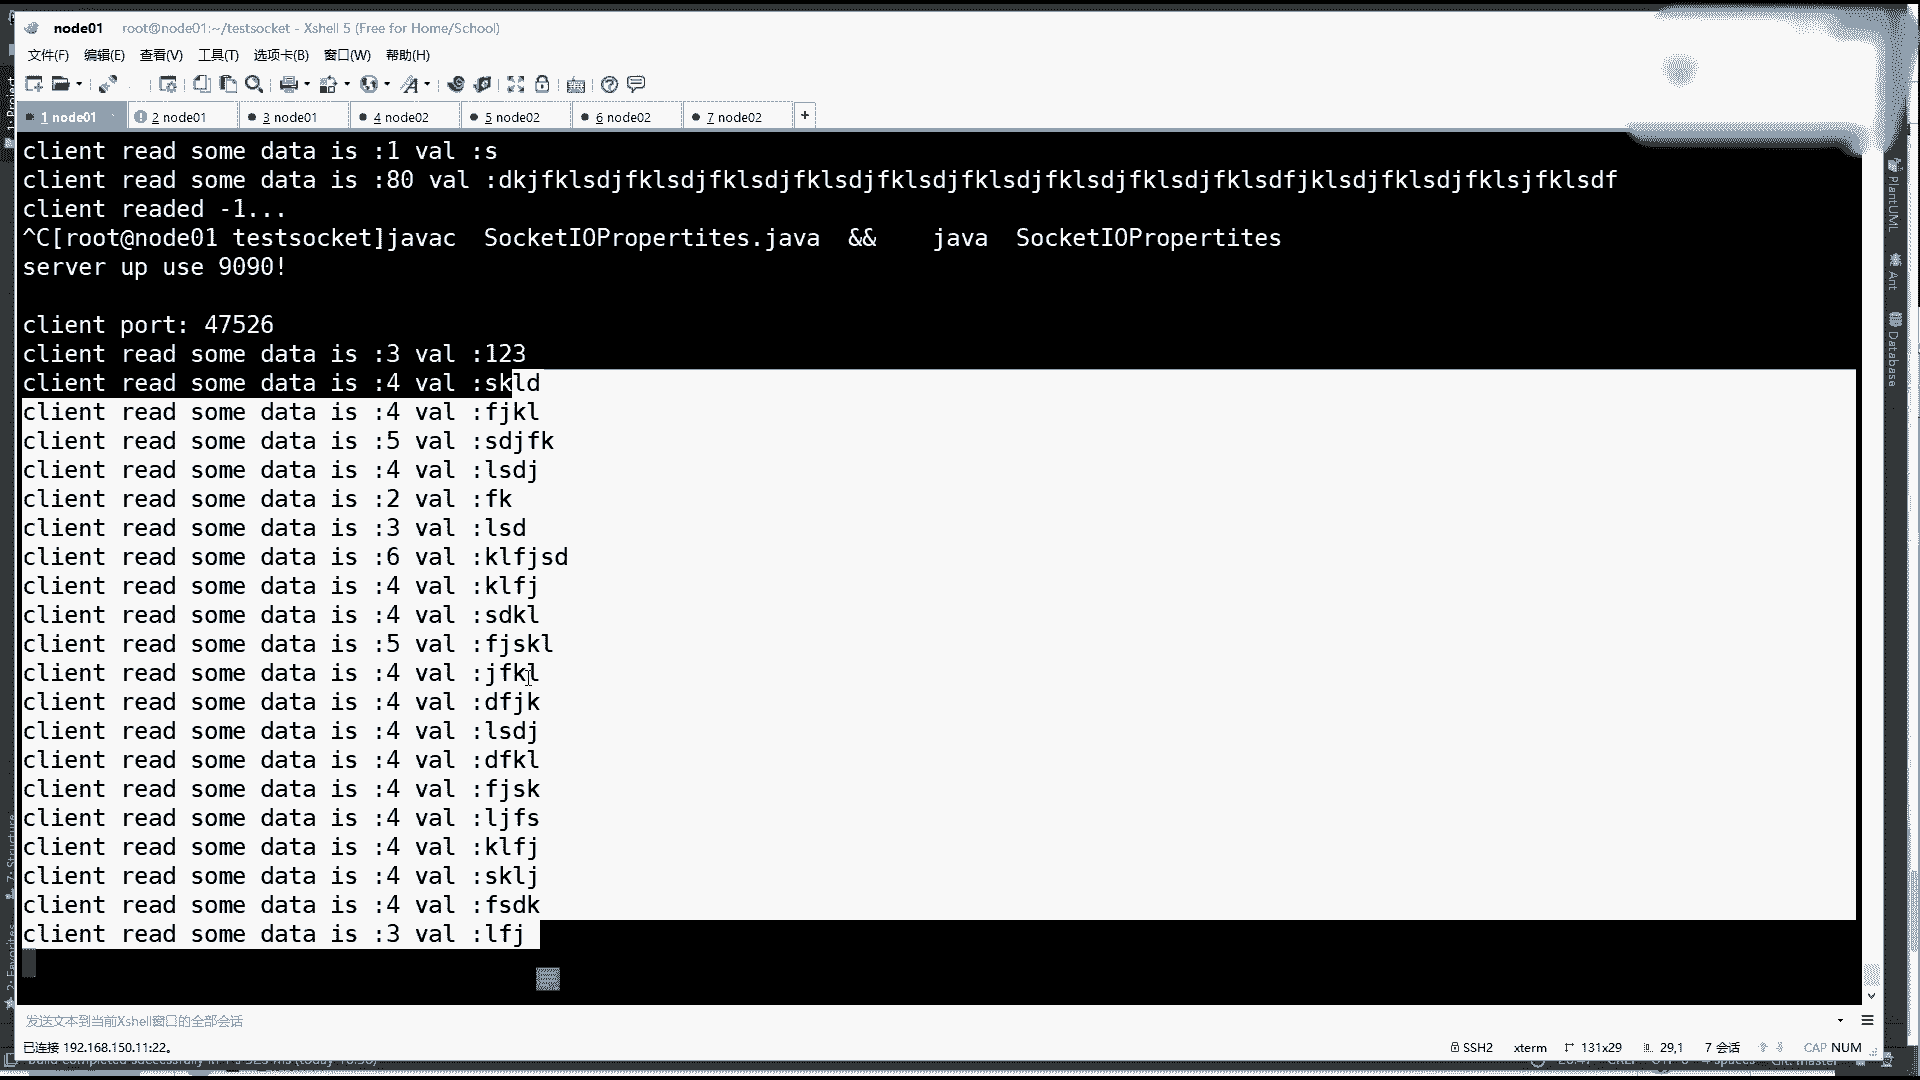 node01 root@node01:~/testsocket - Xshell 5 (Free for Home/School)
文件(F) 编辑(E) 查看(V) 工具(T) 选项卡(B) 窗口(W) 帮助(H)
1 node01 2 node01 3 node01 4 node02 5 node02 6 node02 7 node02 +
client read some data is :1 val :s
client read some data is :80 val :dkjfklsdjfklsdjfklsdjfklsdjfklsdjfklsdjfklsdjfklsdjfklsdfjklsdjfklsdjfklsjfklsdf
client readed -1...
^C[root@node01 testsocket]javac  SocketIOPropertites.java  &&    java  SocketIOPropertites
server up use 9090!
client port: 47526
client read some data is :3 val :123
client read some data is :4 val :skld
client read some data is :4 val :fjkl
client read some data is :5 val :sdjfk
client read some data is :4 val :lsdj
client read some data is :2 val :fk
client read some data is :3 val :lsd
client read some data is :6 val :klfjsd
client read some data is :4 val :klfj
client read some data is :4 val :sdkl
client read some data is :5 val :fjskl
client read some data is :4 val :jfkl
client read some data is :4 val :dfjk
client read some data is :4 val :lsdj
client read some data is :4 val :dfkl
client read some data is :4 val :fjsk
client read some data is :4 val :ljfs
client read some data is :4 val :klfj
client read some data is :4 val :sklj
client read some data is :4 val :fsdk
client read some data is :3 val :lfj
发送文本到当前Xshell窗口的全部会话
已连接 192.168.150.11:22。 SSH2 xterm 131x29 29,1 7 会话 CAP NUM
PlantUML
Ant
Database